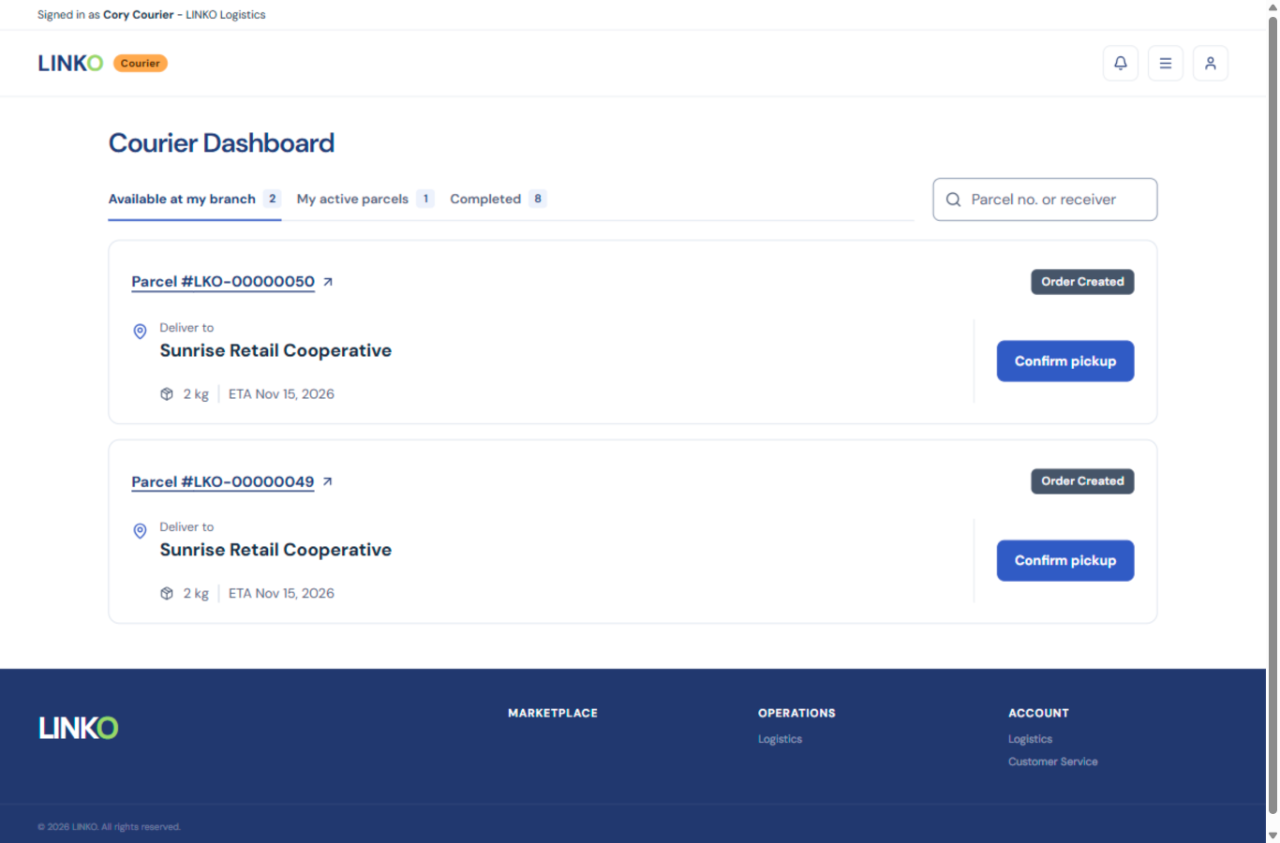 Signed in as Cory Courier - LINKO Logistics
LINKO Courier
Courier Dashboard
Available at my branch 2 My active parcels 1 Completed 8
Parcel no. or receiver
Parcel #LKO-00000050
Order Created
Deliver to
Sunrise Retail Cooperative
Confirm pickup
2 kg ETA Nov 15, 2026
Parcel #LKO-00000049
Order Created
Deliver to
Sunrise Retail Cooperative
Confirm pickup
2 kg ETA Nov 15, 2026
LINKO
MARKETPLACE
OPERATIONS
Logistics
ACCOUNT
Logistics
Customer Service
© 2026 LINKO. All rights reserved.